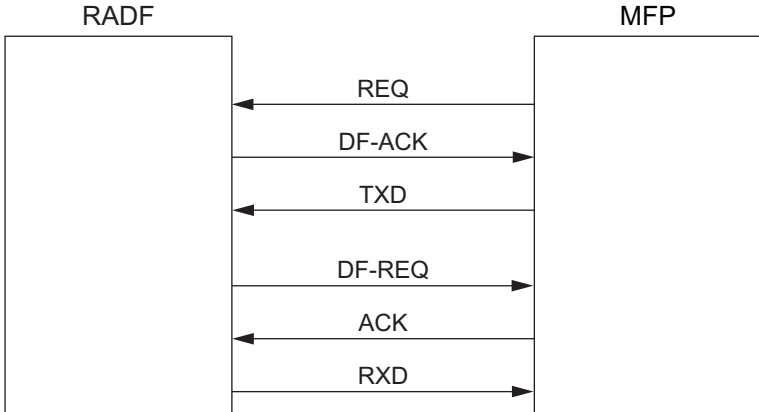 RADF MFP
REQ
DF-ACK
TXD
DF-REQ
ACK
RXD